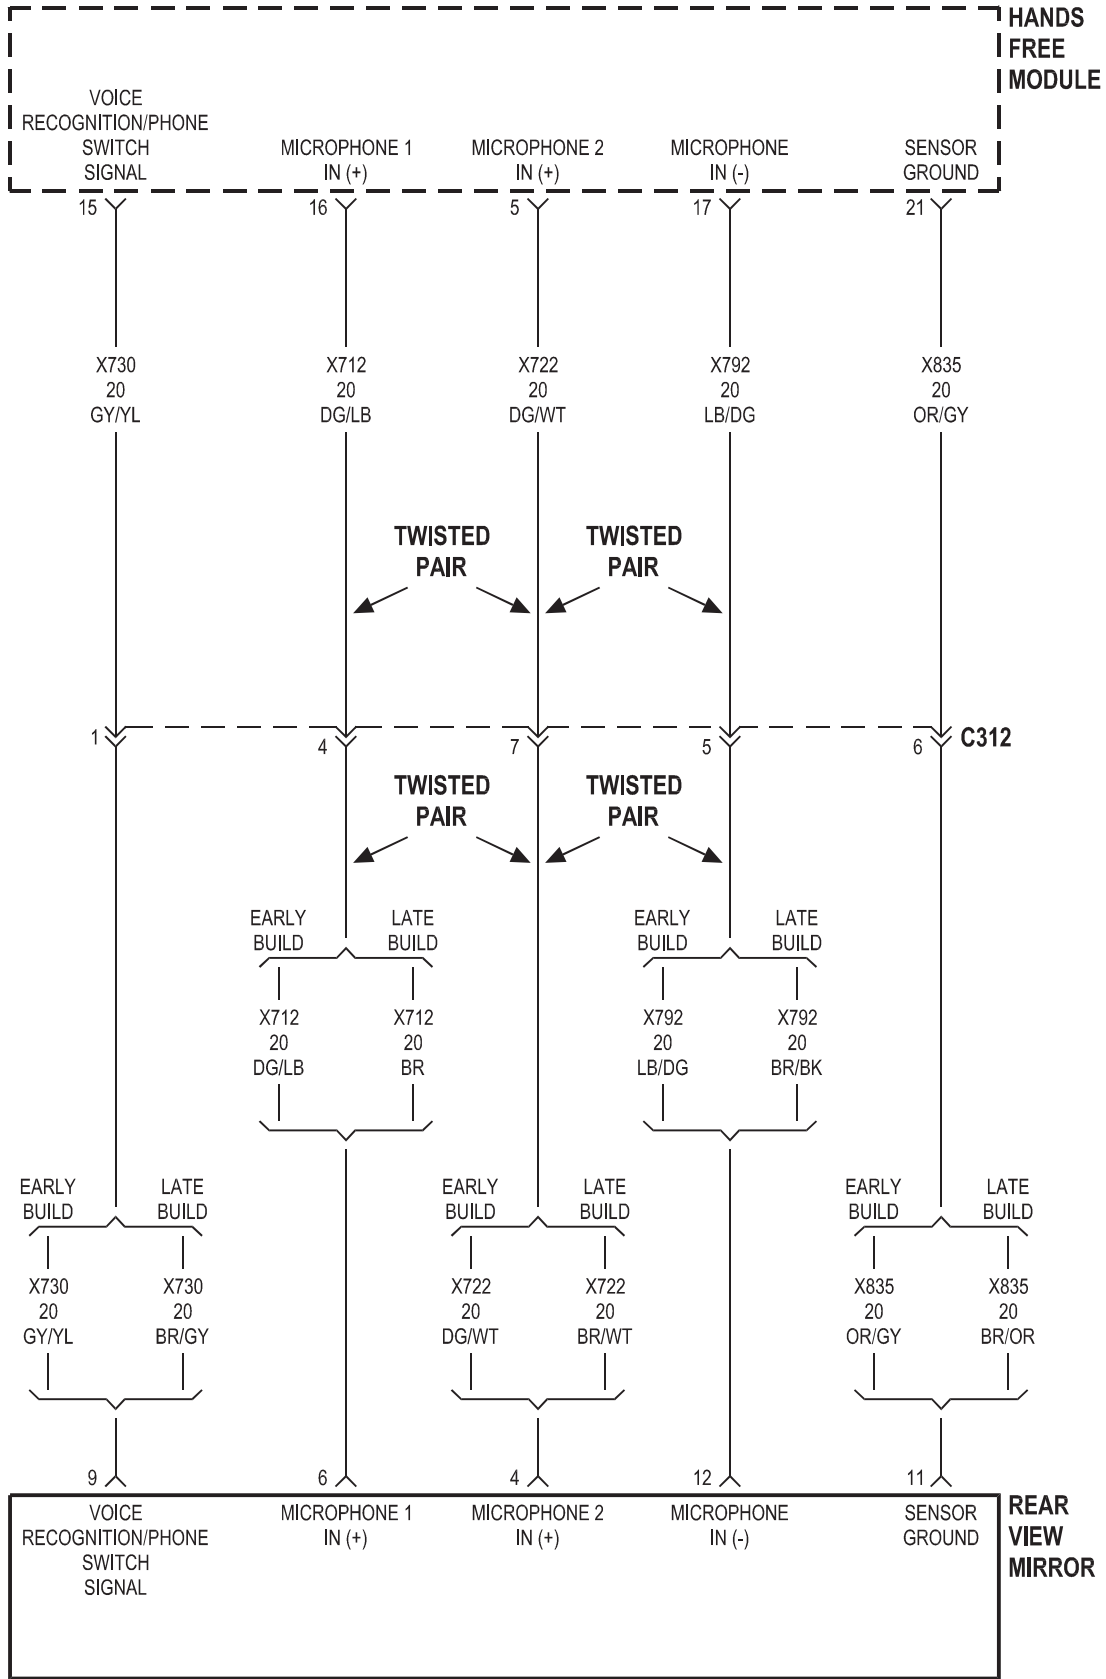 HANDS
FREE
MODULE
VOICE
RECOGNITION/PHONE
SWITCH
SIGNAL
MICROPHONE 1
IN (+)
MICROPHONE 2
IN (+)
MICROPHONE
IN (-)
SENSOR
GROUND
15 16 5 17 21
X730
20
GY/YL
X712
20
DG/LB
X722
20
DG/WT
X792
20
LB/DG
X835
20
OR/GY
TWISTED
PAIR
TWISTED
PAIR
1 4 7 5 6 C312
TWISTED
PAIR
TWISTED
PAIR
EARLY
BUILD
LATE
BUILD
EARLY
BUILD
LATE
BUILD
X712
20
DG/LB
X712
20
BR
X792
20
LB/DG
X792
20
BR/BK
EARLY
BUILD
LATE
BUILD
EARLY
BUILD
LATE
BUILD
EARLY
BUILD
LATE
BUILD
X730
20
GY/YL
X730
20
BR/GY
X722
20
DG/WT
X722
20
BR/WT
X835
20
OR/GY
X835
20
BR/OR
9 6 4 12 11
VOICE
RECOGNITION/PHONE
SWITCH
SIGNAL
MICROPHONE 1
IN (+)
MICROPHONE 2
IN (+)
MICROPHONE
IN (-)
SENSOR
GROUND
REAR
VIEW
MIRROR